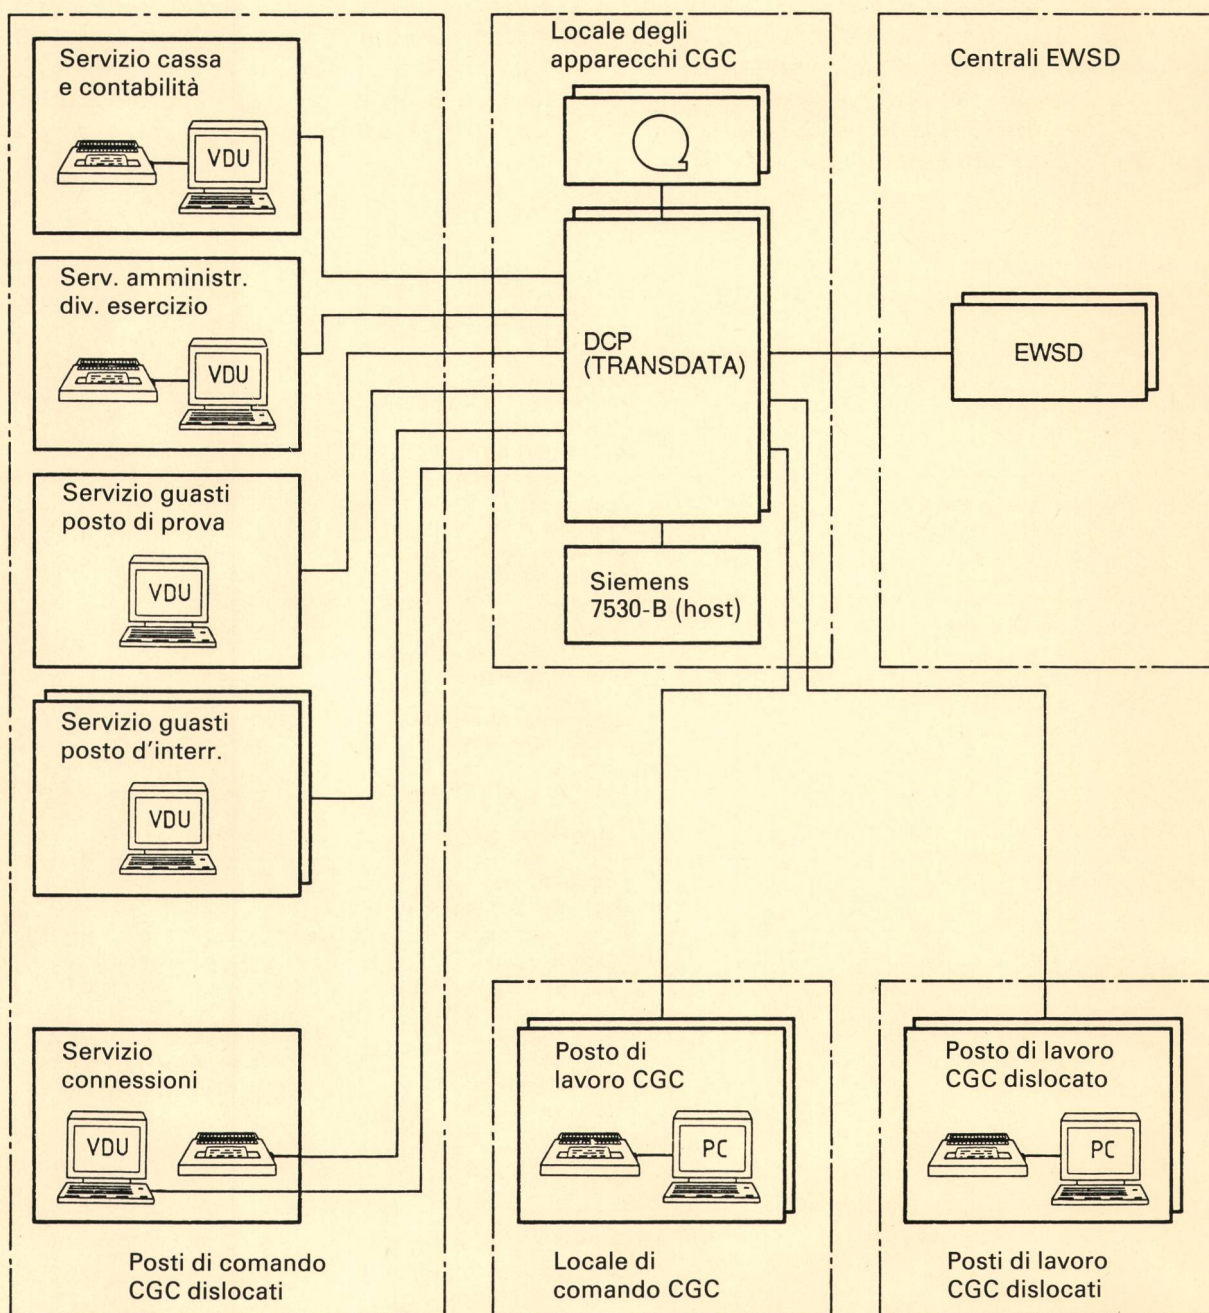 Servizio cassa
e contabilità
VDU
Serv. amministr.
div. esercizio
VDU
Servizio guasti
posto di prova
VDU
Servizio guasti
posto d'interr.
VDU
Servizio
connessioni
VDU
Posti di comando
CGC dislocati
Locale degli
apparecchi CGC
DCP
(TRANSDATA)
Siemens
7530-B (host)
Centrali EWSD
EWSD
Posto di
lavoro CGC
PC
Locale di
comando CGC
Posto di lavoro
CGC dislocato
PC
Posti di lavoro
CGC dislocati